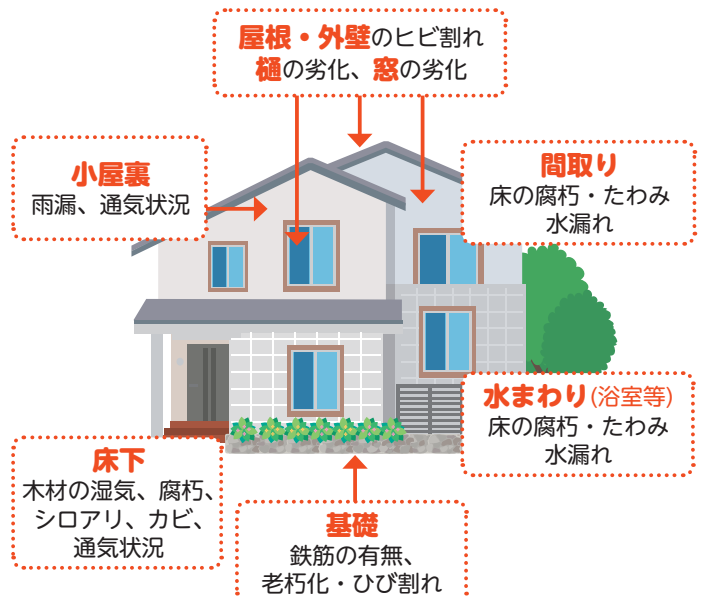 屋根・外壁のヒビ割れ
樋の劣化、窓の劣化
小屋裏
雨漏、通気状況
間取り
床の腐朽・たわみ
水漏れ
水まわり(浴室等)
床の腐朽・たわみ
水漏れ
床下
木材の湿気、腐朽、
シロアリ、カビ、
通気状況
基礎
鉄筋の有無、
老朽化・ひび割れ